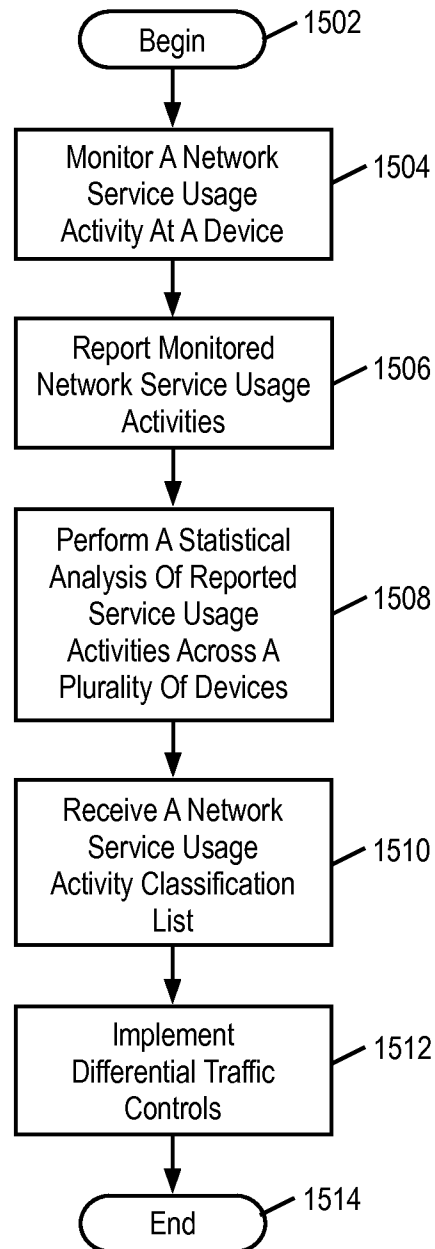 Begin
1502
Monitor A Network
Service Usage
Activity At A Device
1504
Report Monitored
Network Service Usage
Activities
1506
Perform A Statistical
Analysis Of Reported
Service Usage
Activities Across A
Plurality Of Devices
1508
Receive A Network
Service Usage
Activity Classification
List
1510
Implement
Differential Traffic
Controls
1512
End
1514